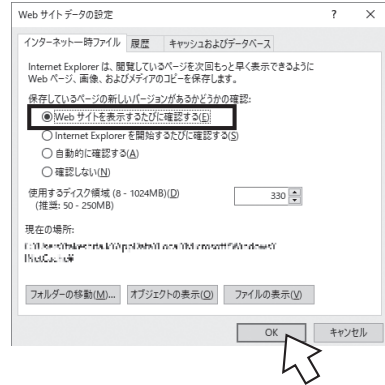 Web サイト データの設定
? ×
インターネット一時ファイル 履歴 キャッシュおよびデータベース
Internet Explorer は、閲覧しているページを次回もっと早く表示できるように
Web ページ、画像、およびメディアのコピーを保存します。
保存しているページの新しいバージョンがあるかどうかの確認:
Web サイトを表示するたびに確認する(E)
Internet Explorer を開始するたびに確認する(S)
自動的に確認する(A)
確認しない(N)
使用するディスク領域 (8 - 1024MB)(D) 330
(推奨: 50 - 250MB)
現在の場所:
フォルダーの移動(M)... オブジェクトの表示(O) ファイルの表示(V)
OK キャンセル